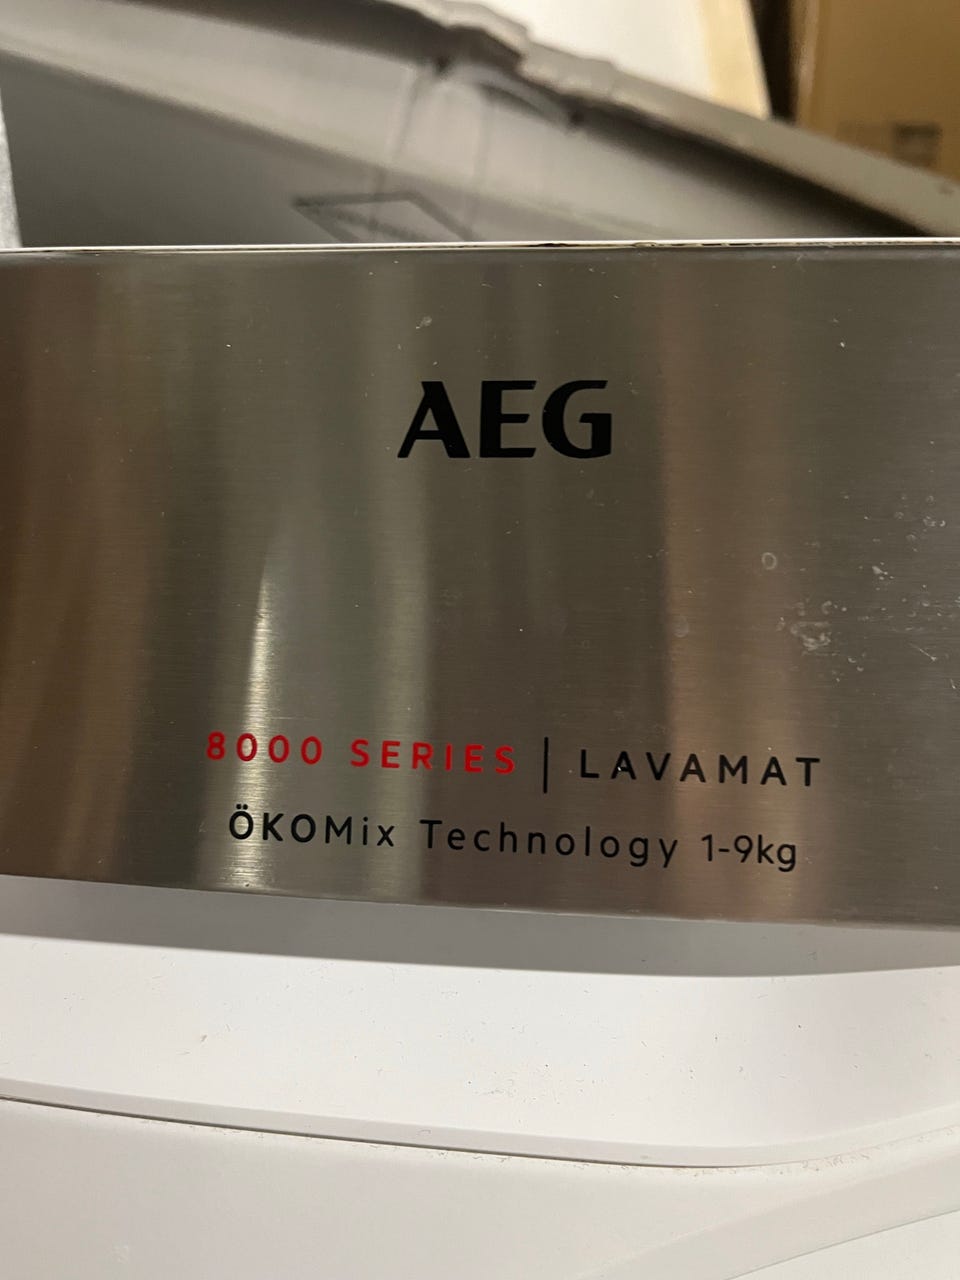 AEG
8000 SERIES | LAVAMAT
ÖKOMix Technology 1-9kg